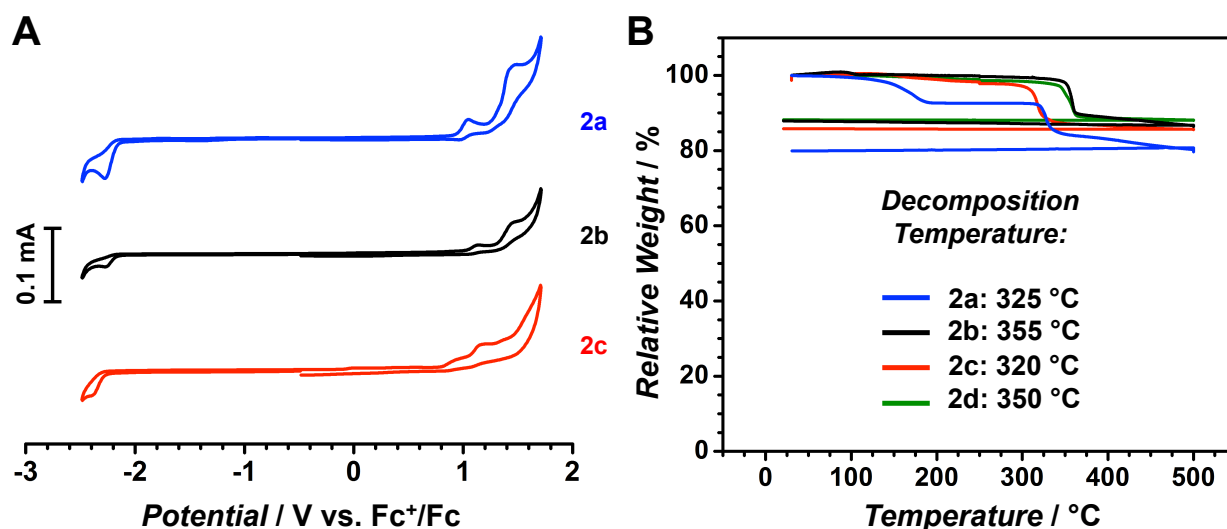 A
2a
2b
2c
0.1 mA
-3 -2 -1 0 1 2
Potential / V vs. Fc⁺/Fc
B
Relative Weight / %
100
80
60
40
20
0
Decomposition
Temperature:
2a: 325 °C
2b: 355 °C
2c: 320 °C
2d: 350 °C
0 100 200 300 400 500
Temperature / °C